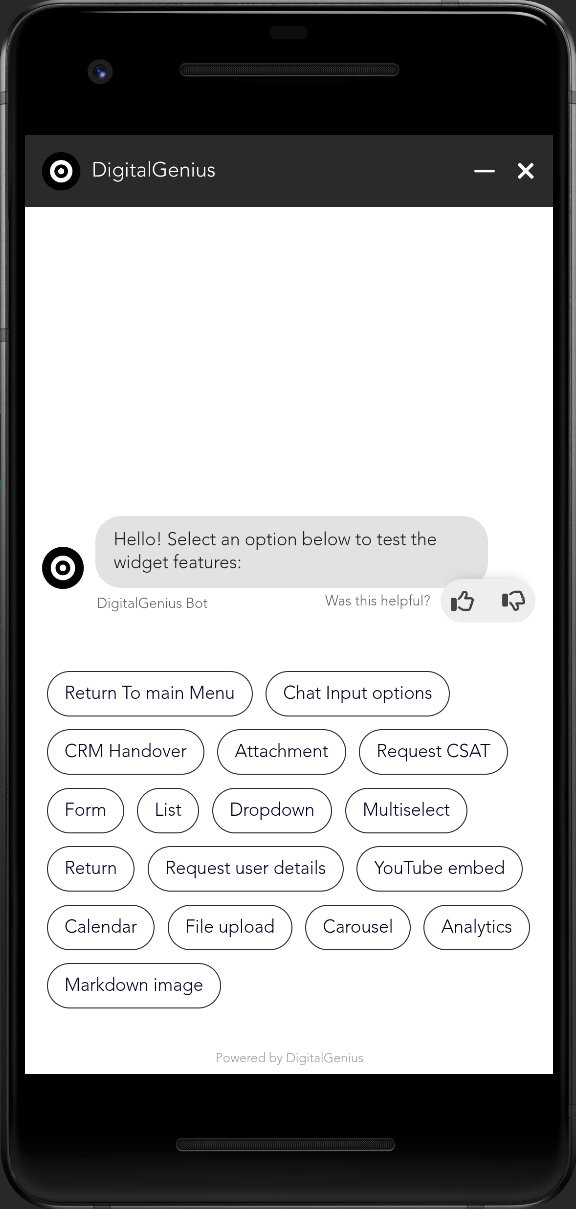 DigitalGenius
Hello! Select an option below to test the
widget features:
DigitalGenius Bot
Was this helpful?
Return To main Menu
Chat Input options
CRM Handover
Attachment
Request CSAT
Form
List
Dropdown
Multiselect
Return
Request user details
YouTube embed
Calendar
File upload
Carousel
Analytics
Markdown image
Powered by DigitalGenius